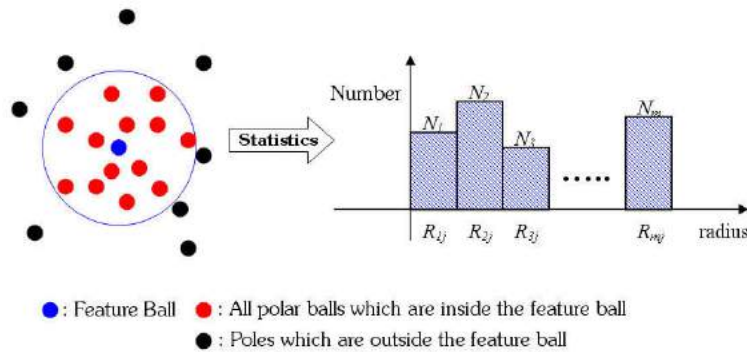 Number
N1
N2
N3
Nm
Statistics
R1j
R2j
R3j
Rmj
radius
: Feature Ball
: All polar balls which are inside the feature ball
: Poles which are outside the feature ball